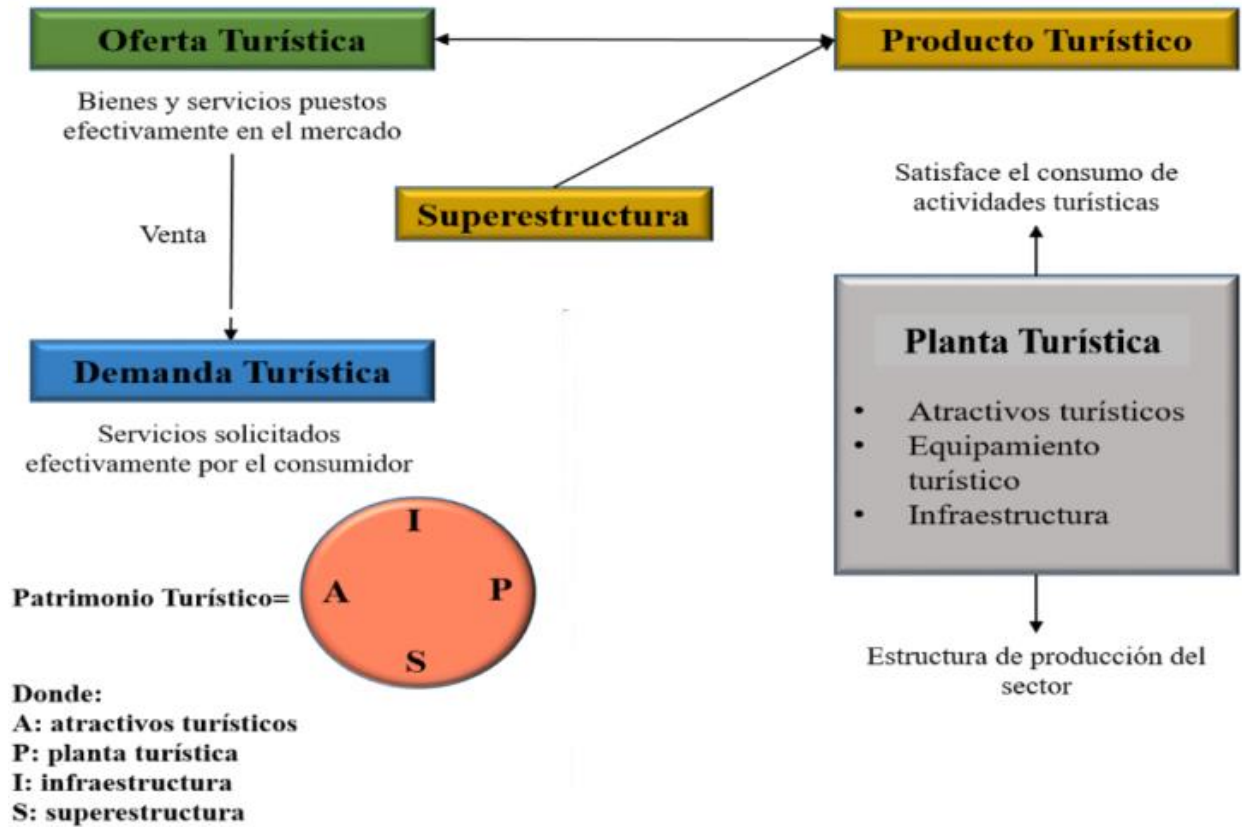 Oferta Turística
Producto Turístico
Bienes y servicios puestos
efectivamente en el mercado
Satisface el consumo de
actividades turísticas
Superestructura
Venta
Planta Turística
• Atractivos turísticos
• Equipamiento
turístico
• Infraestructura
Demanda Turística
Servicios solicitados
efectivamente por el consumidor
I
Patrimonio Turístico= A P
S
Estructura de producción del
sector
Donde:
A: atractivos turísticos
P: planta turística
I: infraestructura
S: superestructura